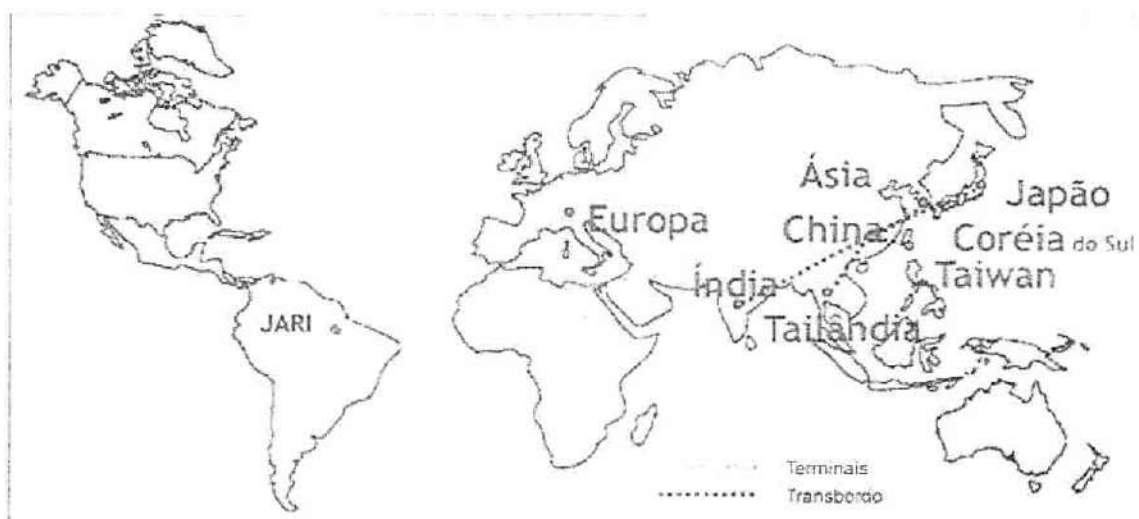 Ásia
Japão
Europa
China
Coréia do Sul
Índia
Taiwan
JARI
Tailândia
Terminais
Transbordo